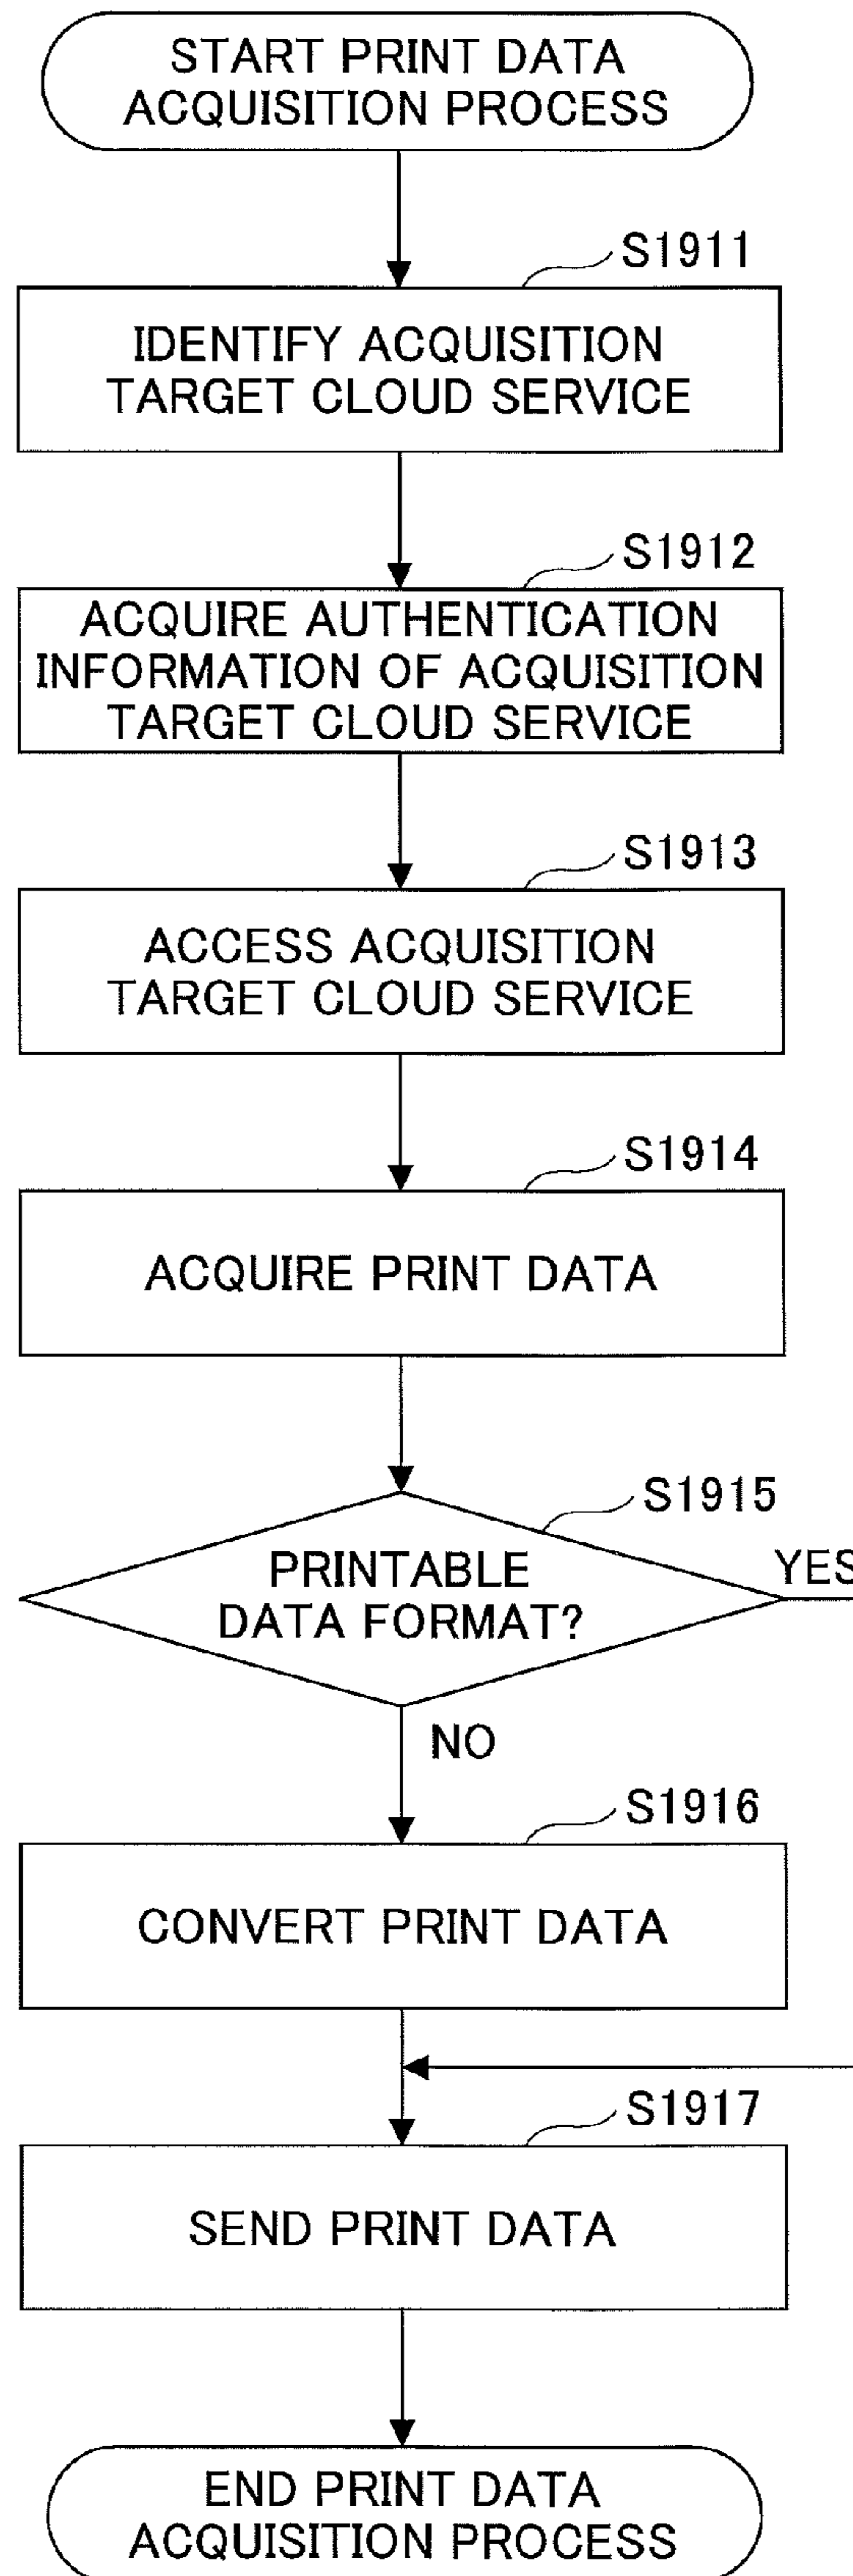 START PRINT DATA
ACQUISITION PROCESS
S1911
IDENTIFY ACQUISITION
TARGET CLOUD SERVICE
S1912
ACQUIRE AUTHENTICATION
INFORMATION OF ACQUISITION
TARGET CLOUD SERVICE
S1913
ACCESS ACQUISITION
TARGET CLOUD SERVICE
S1914
ACQUIRE PRINT DATA
S1915
PRINTABLE
DATA FORMAT?
YES
NO
S1916
CONVERT PRINT DATA
S1917
SEND PRINT DATA
END PRINT DATA
ACQUISITION PROCESS